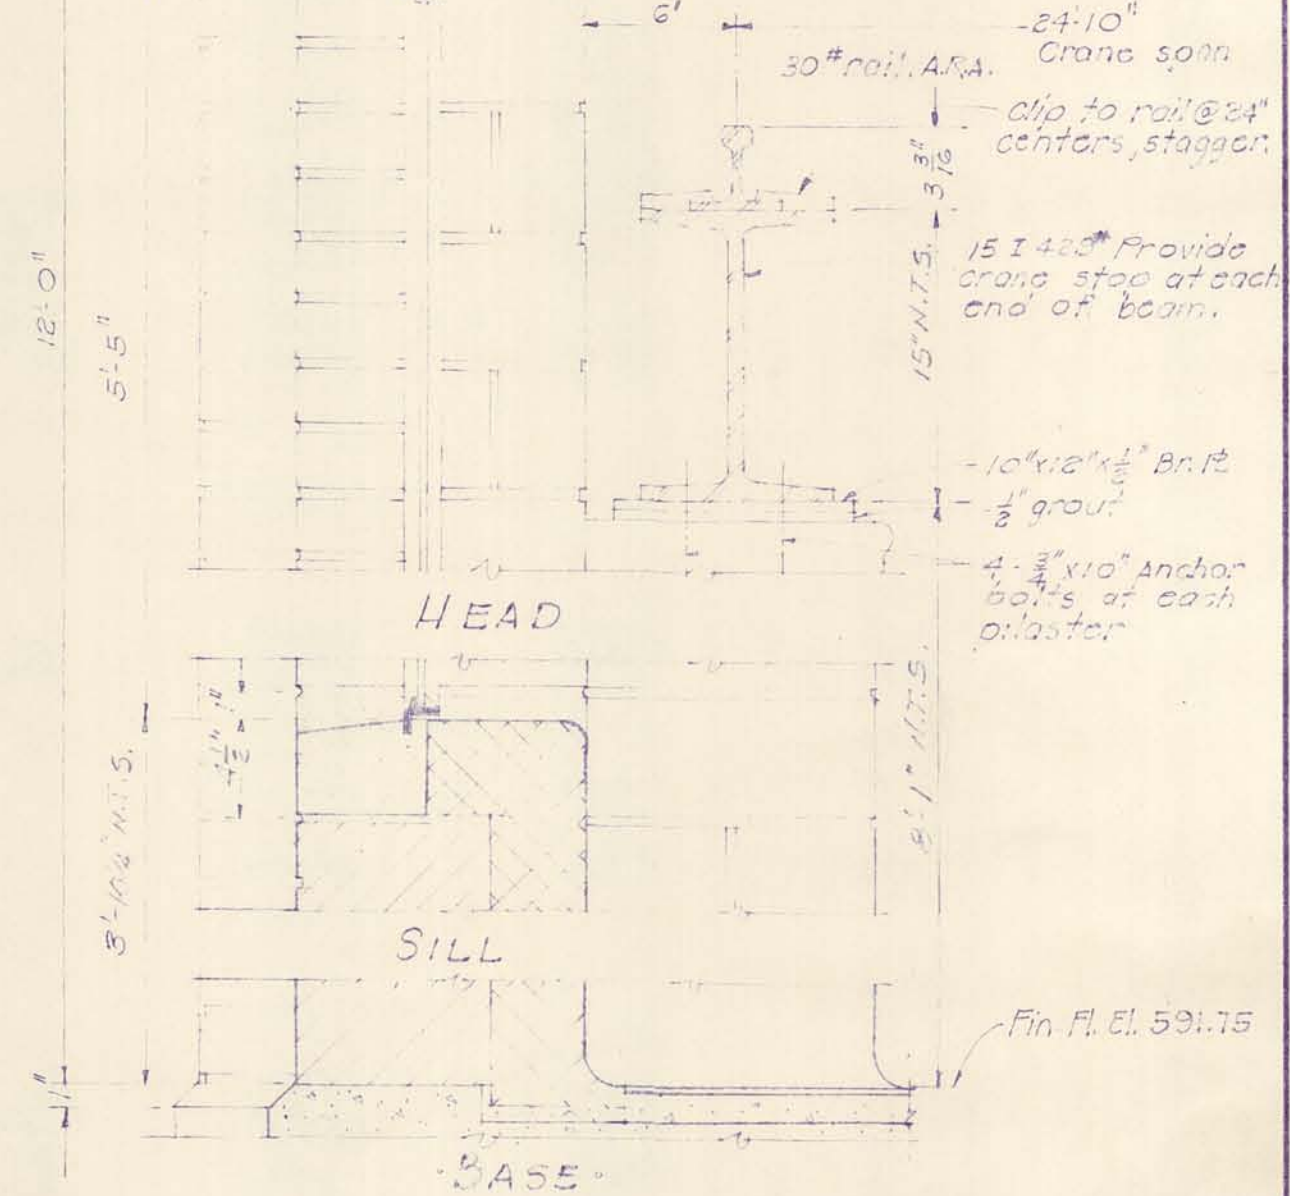 6'
24'-10"
Crane span
30# rail. A.R.A.
clip to rail @ 24"
centers, stagger.
3 3/16"
15 I 42.9# Provide
crane stop at each
end of beam.
15" N.T.S.
12'-0"
5'-5"
10"x12"x1/2" Br. Pl
1/2" grout
4-3/4"x10" Anchor
bolts at each
pilaster
HEAD
1"
4 1/2"
8'-1" N.T.S.
N.T.S.
SILL
Fin. Fl. El. 591.75
BASE